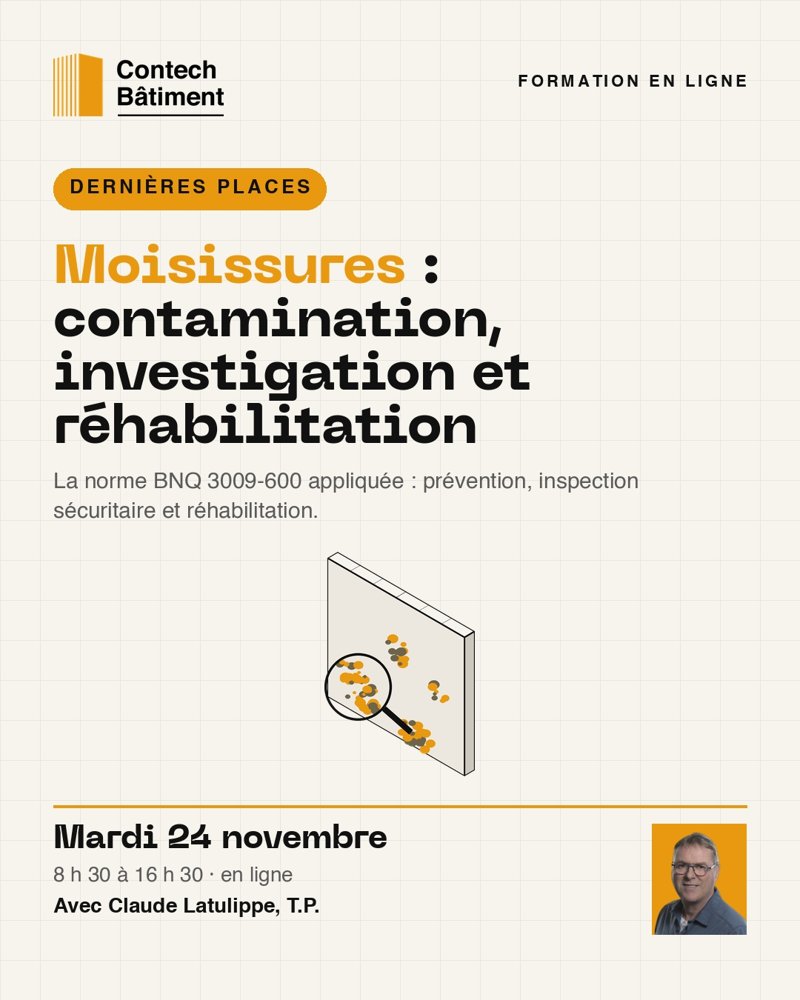 Contech
Bâtiment
FORMATION EN LIGNE
DERNIÈRES PLACES
Moisissures :
contamination,
investigation et
réhabilitation
La norme BNQ 3009-600 appliquée : prévention, inspection
sécuritaire et réhabilitation.
Mardi 24 novembre
8 h 30 à 16 h 30 · en ligne
Avec Claude Latulippe, T.P.